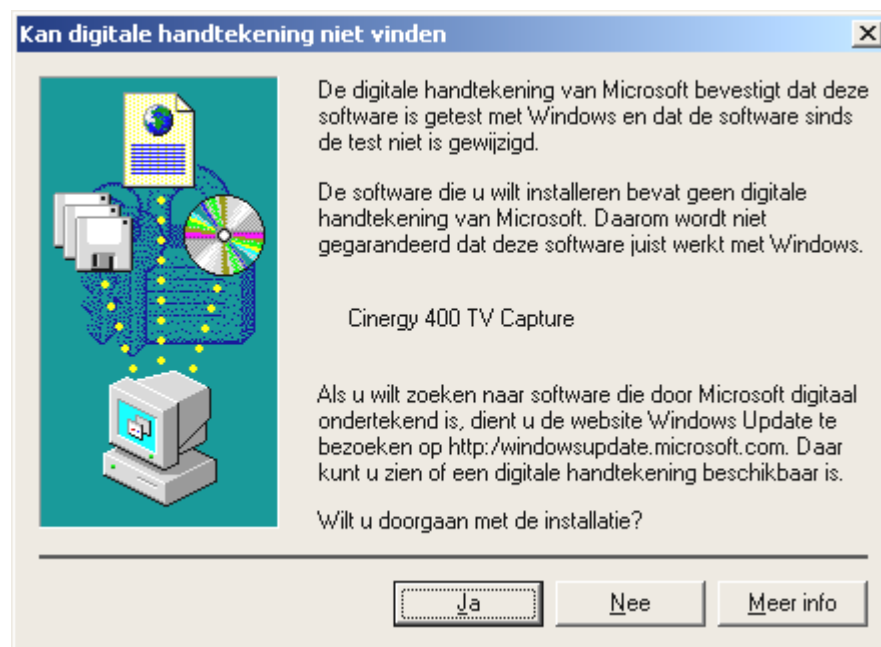 Kan digitale handtekening niet vinden
De digitale handtekening van Microsoft bevestigt dat deze
software is getest met Windows en dat de software sinds
de test niet is gewijzigd.
De software die u wilt installeren bevat geen digitale
handtekening van Microsoft. Daarom wordt niet
gegarandeerd dat deze software juist werkt met Windows.
Cinergy 400 TV Capture
Als u wilt zoeken naar software die door Microsoft digitaal
ondertekend is, dient u de website Windows Update te
bezoeken op http:/windowsupdate.microsoft.com. Daar
kunt u zien of een digitale handtekening beschikbaar is.
Wilt u doorgaan met de installatie?
Ja Nee Meer info